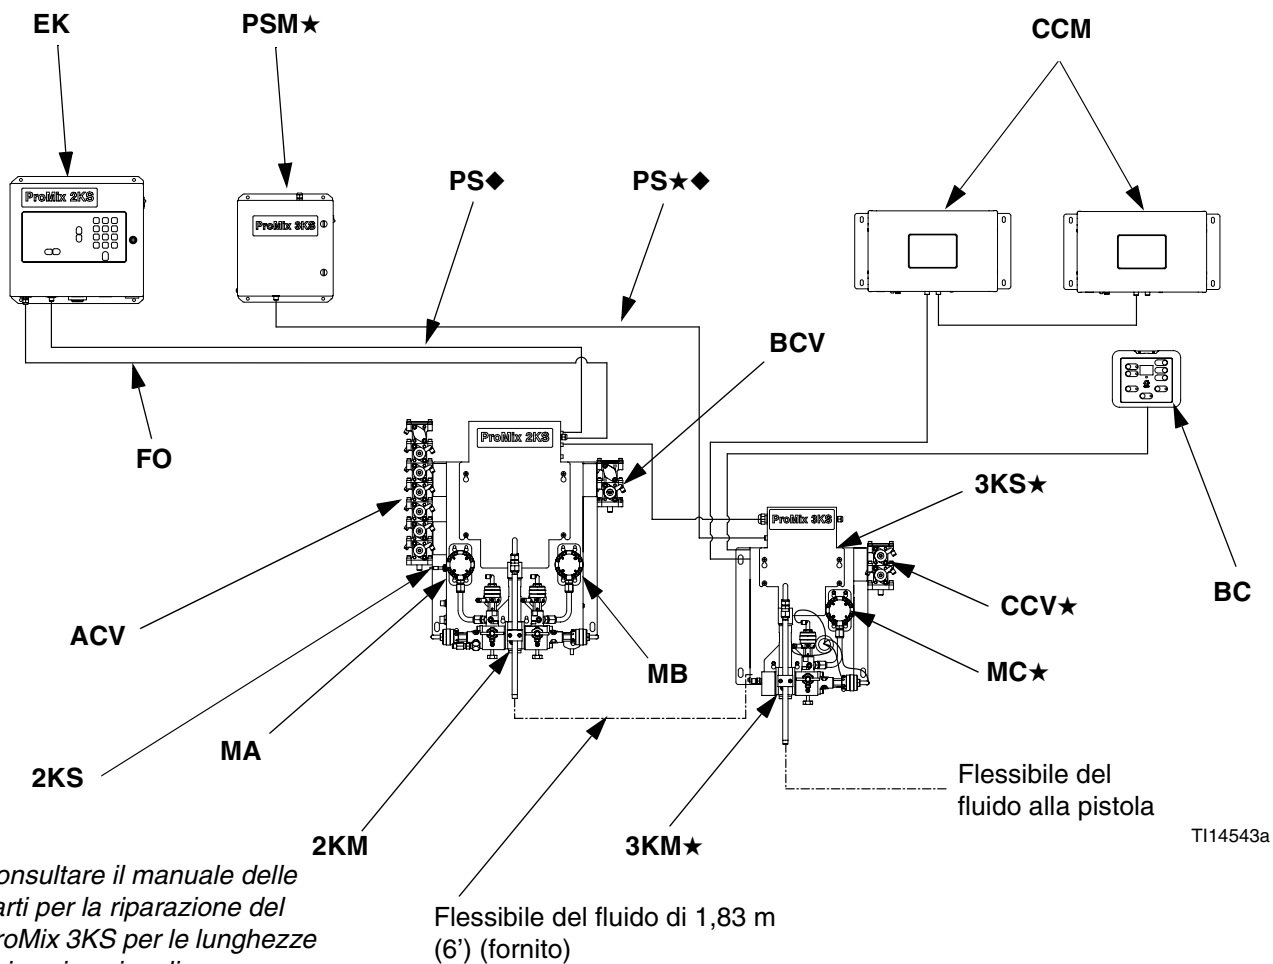 EK
PSM★
CCM
PS◆
PS★◆
ProMix 2KS
ProMix 3KS
BCV
FO
ProMix 2KS
3KS★
ProMix 3KS
BC
CCV★
ACV
MB
MC★
MA
2KS
Flessibile del
fluido alla pistola
TI14543a
2KM
3KM★
onsultare il manuale delle
arti per la riparazione del
roMix 3KS per le lunghezze
Flessibile del fluido di 1,83 m
(6') (fornito)